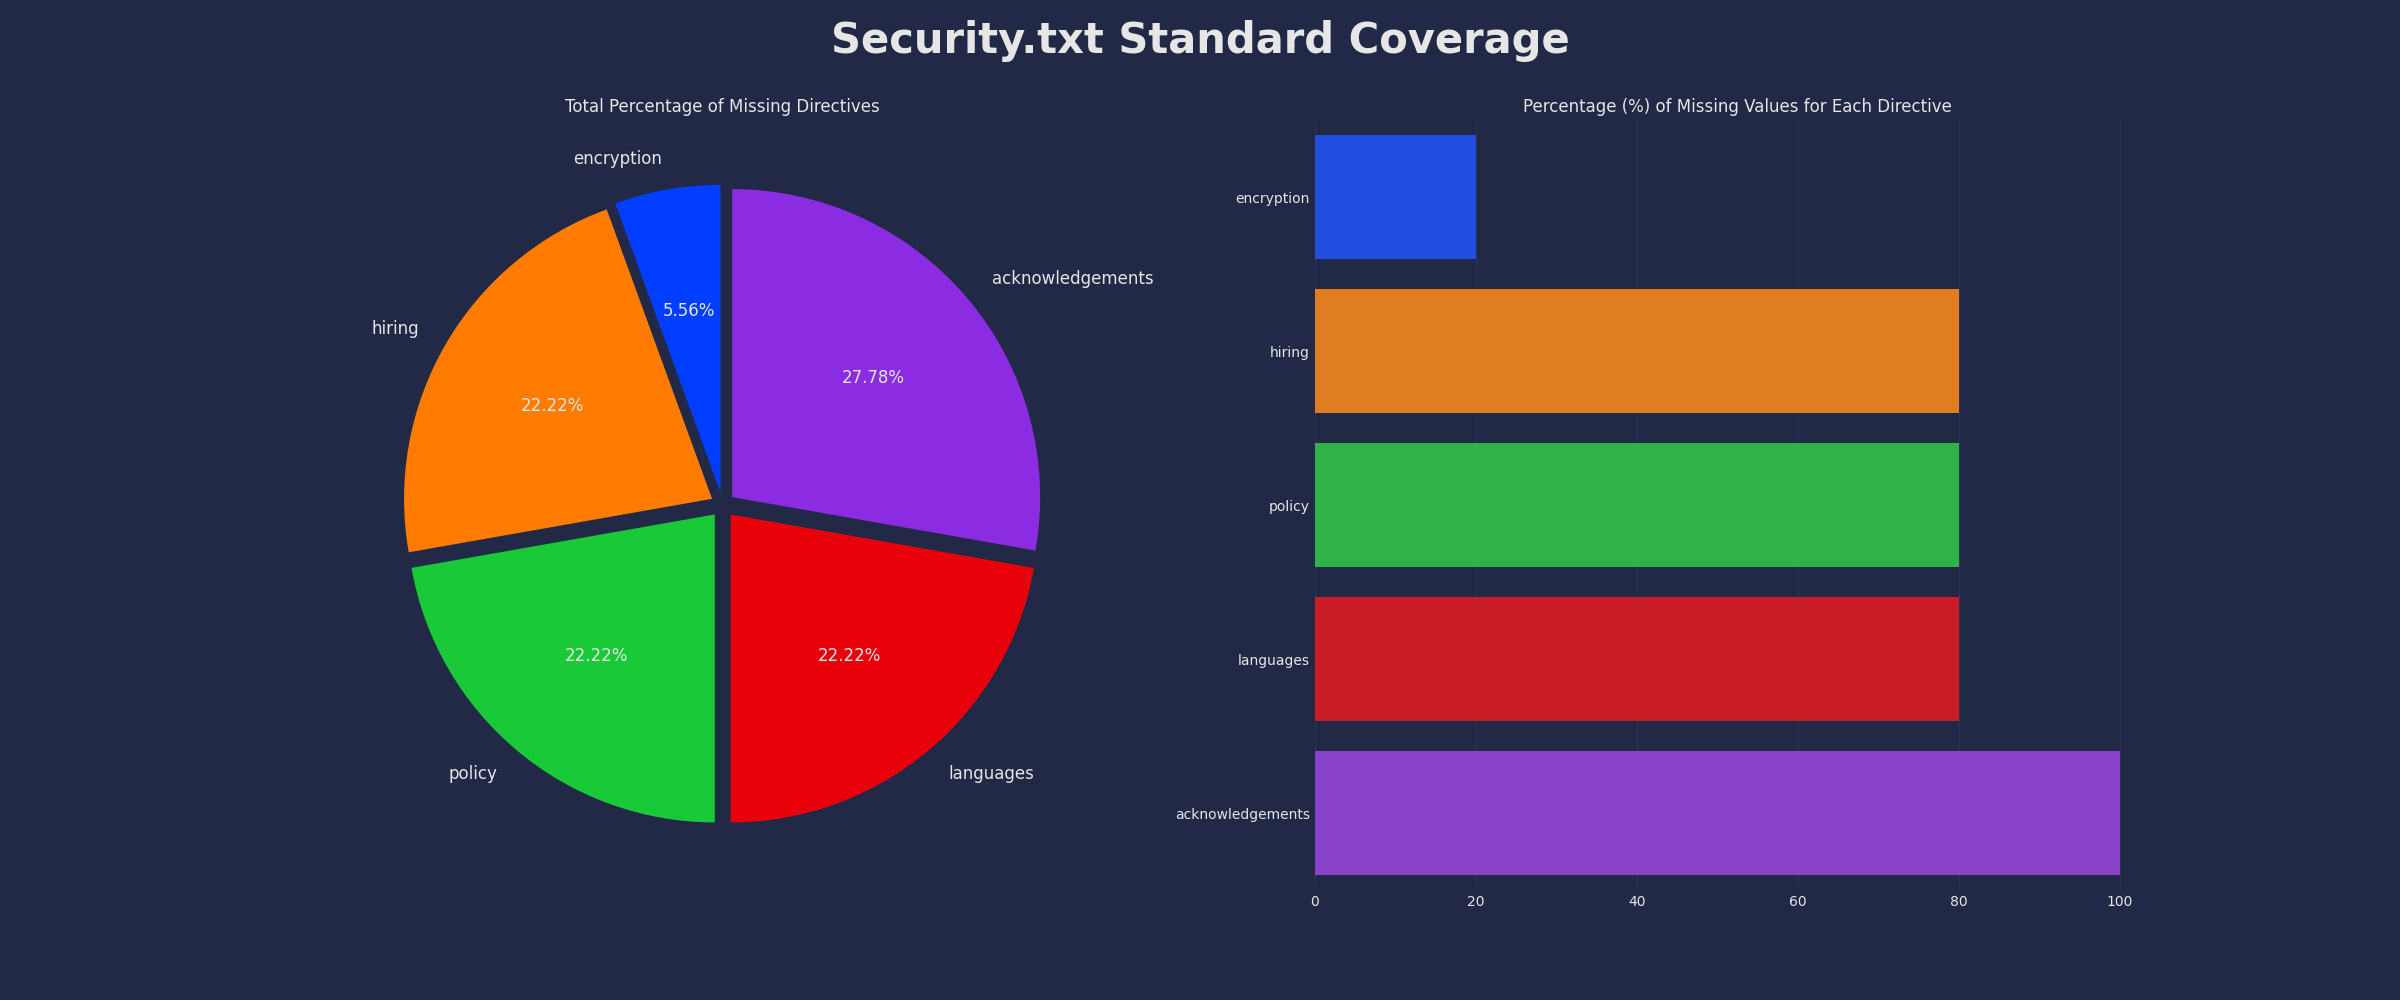 Security.txt Standard Coverage
Total Percentage of Missing Directives
encryption
5.56%
acknowledgements
27.78%
hiring
22.22%
22.22%
22.22%
policy
languages
Percentage (%) of Missing Values for Each Directive
encryption
hiring
policy
languages
acknowledgements
0 20 40 60 80 100